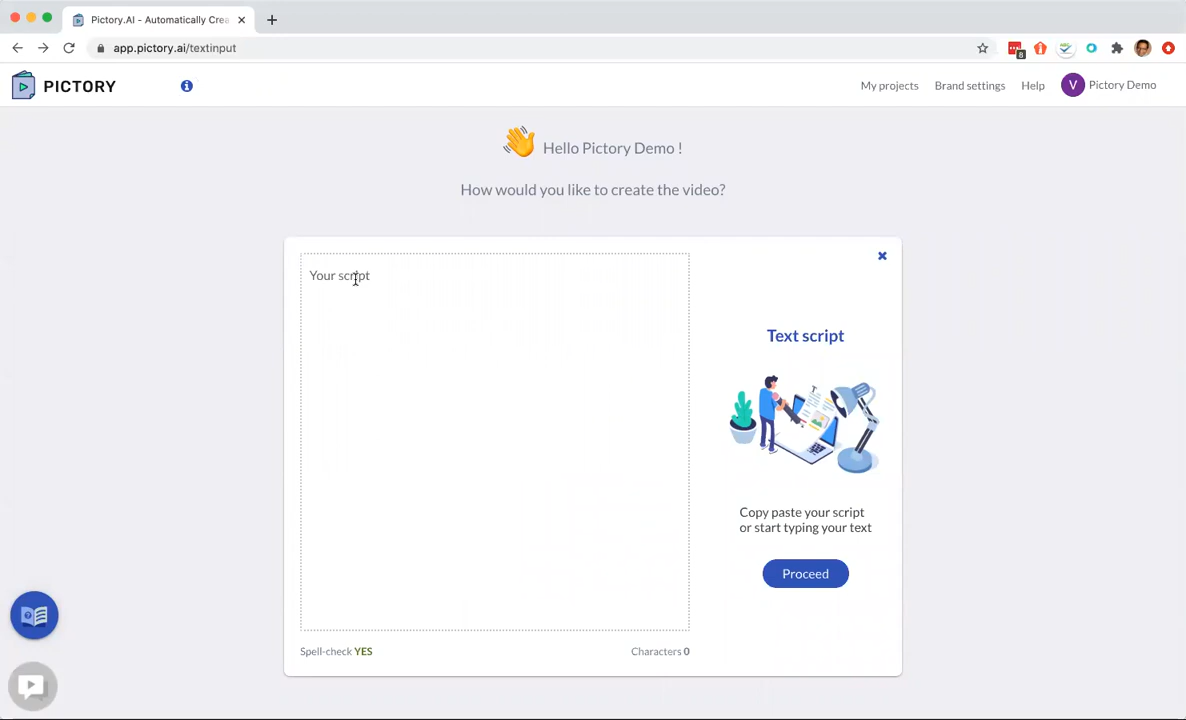 Pictory.AI - Automatically Crea
app.pictory.ai/textinput
8
PICTORY
My projects
Brand settings
Help
V
Pictory Demo
Hello Pictory Demo !
How would you like to create the video?
Your script
Text script
Copy paste your script
or start typing your text
Proceed
Spell-check YES
Characters 0